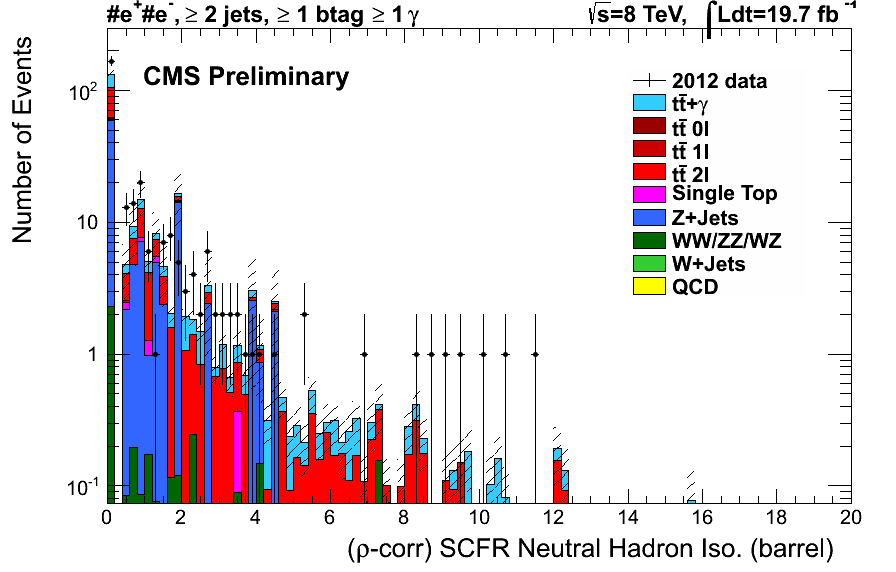 #e⁺#e⁻, ≥ 2 jets, ≥ 1 btag ≥ 1 γ √s=8 TeV, ∫Ldt=19.7 fb⁻¹
CMS Preliminary
2012 data
tt̄+γ
tt̄ 0l
tt̄ 1l
tt̄ 2l
Single Top
Z+Jets
WW/ZZ/WZ
W+Jets
QCD
Number of Events
10²
10
1
10⁻¹
0 2 4 6 8 10 12 14 16 18 20
(ρ-corr) SCFR Neutral Hadron Iso. (barrel)